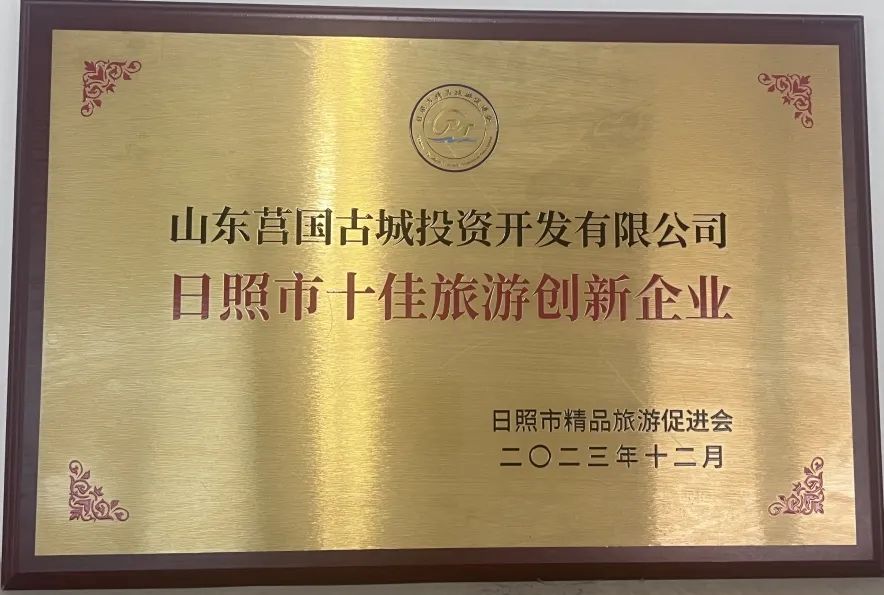 山东莒国古城投资开发有限公司
日照市十佳旅游创新企业
日照市精品旅游促进会
二〇二三年十二月